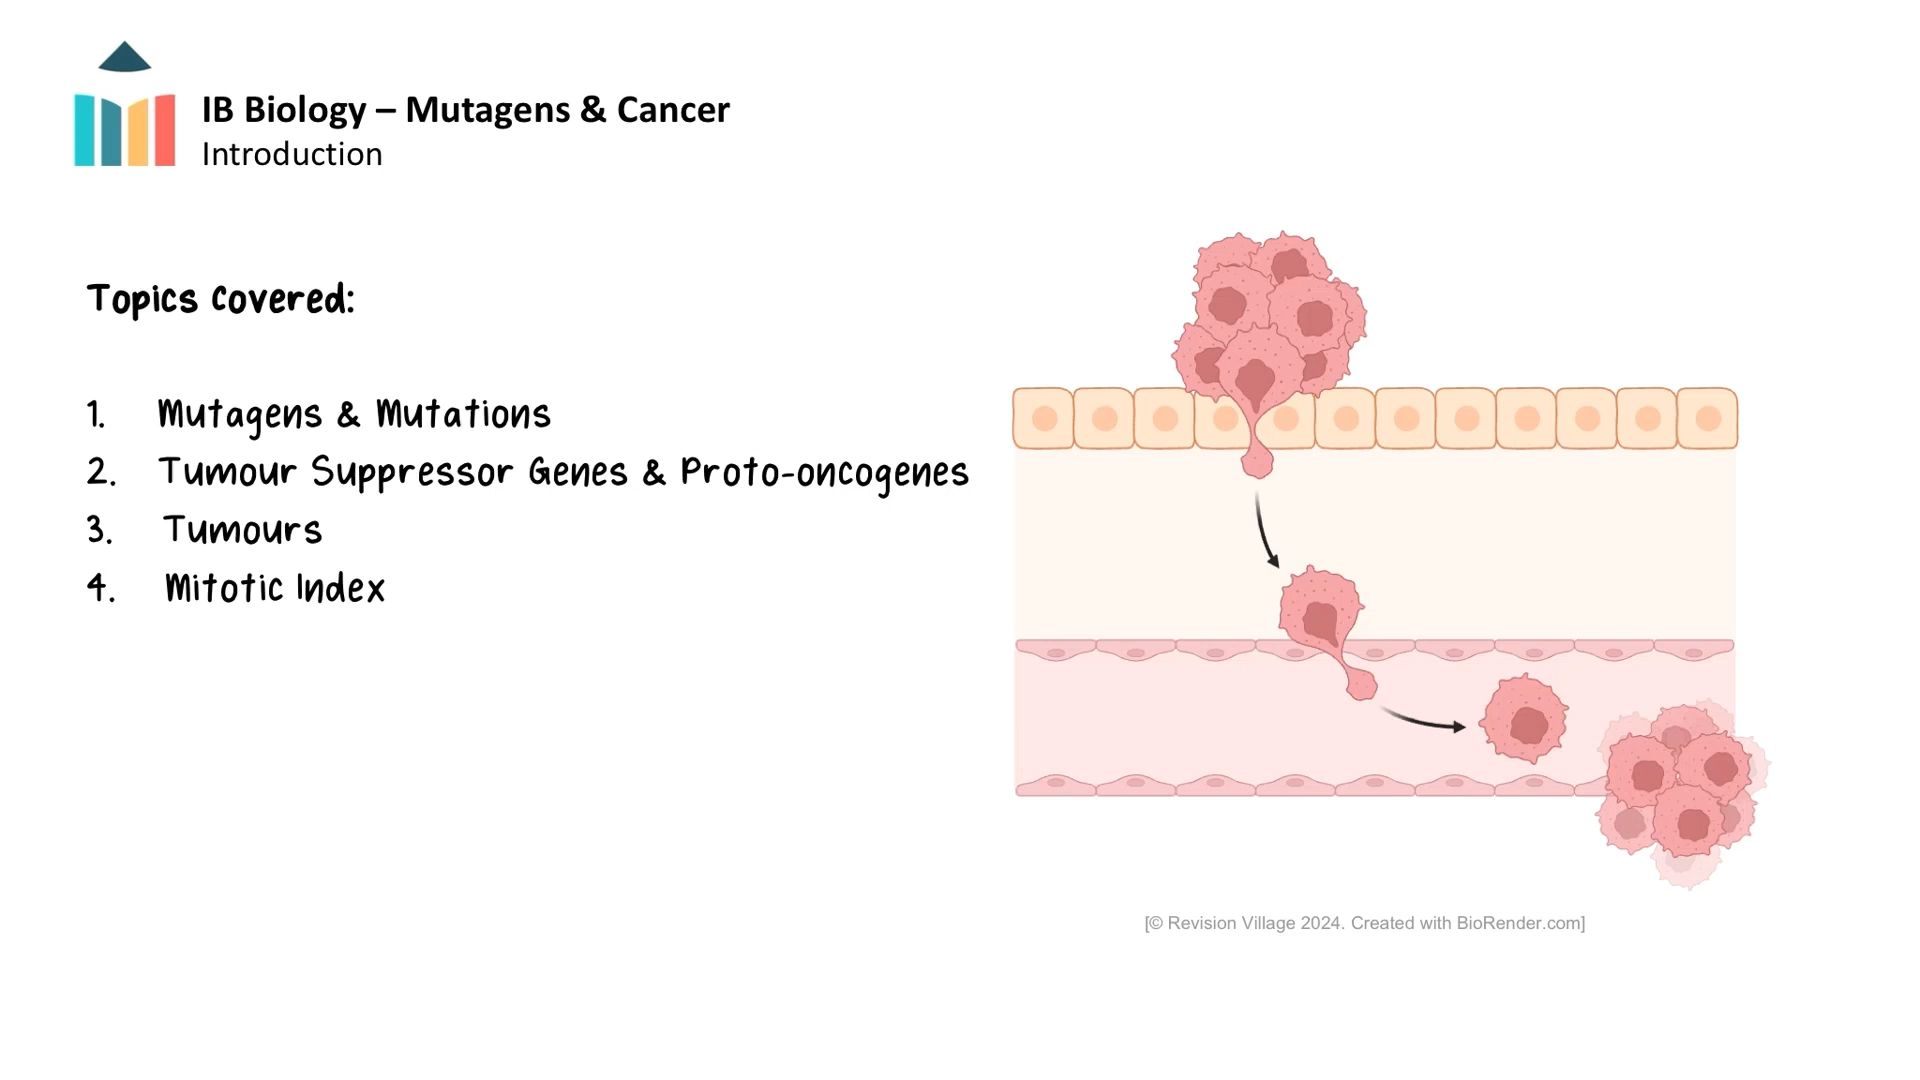 IB Biology – Mutagens & Cancer
Introduction
Topics covered:
1. Mutagens & Mutations
2. Tumour Suppressor Genes & Proto-oncogenes
3. Tumours
4. Mitotic Index
[© Revision Village 2024. Created with BioRender.com]